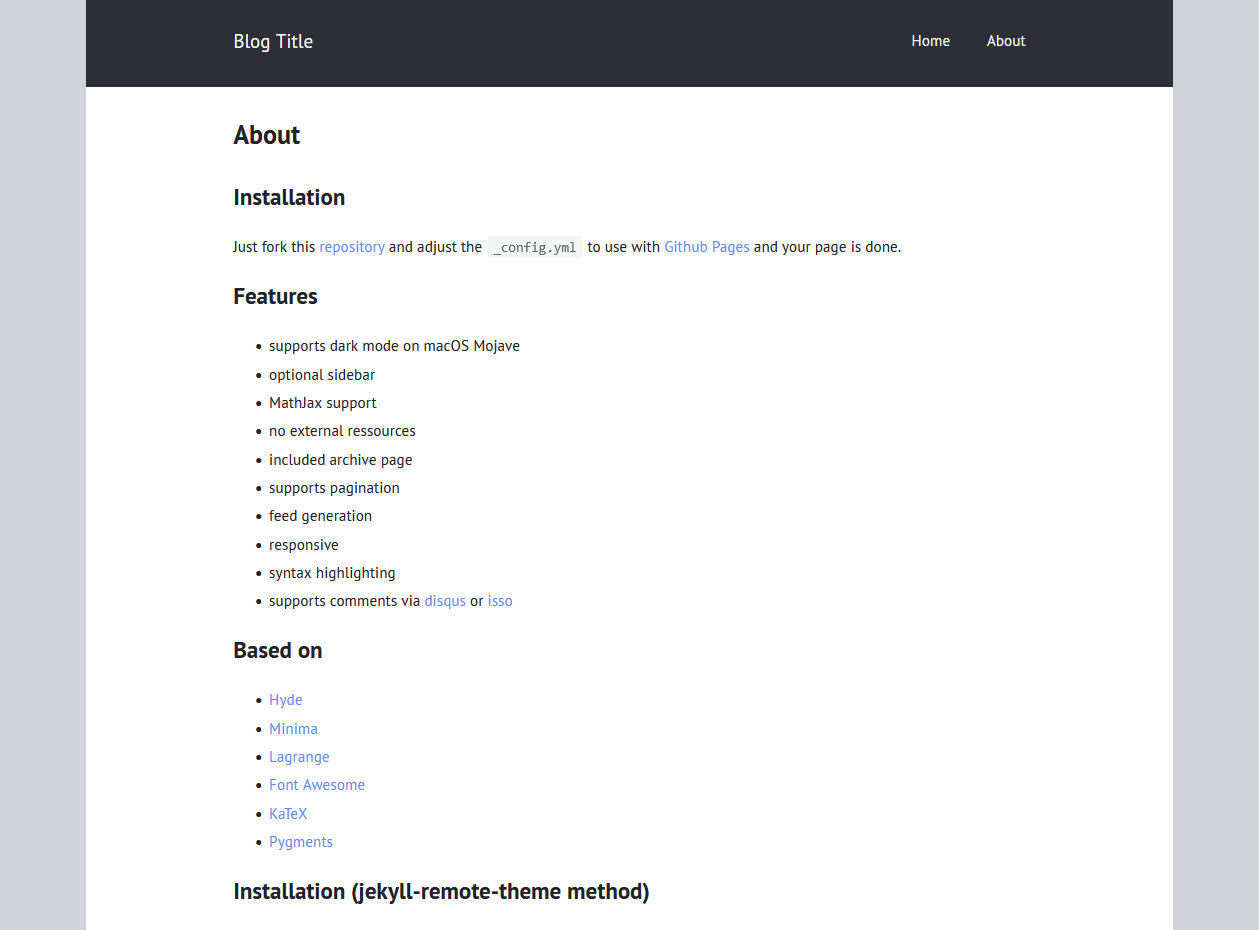 Blog Title
Home About
About
Installation
Just fork this repository and adjust the _config.yml to use with Github Pages and your page is done.
Features
• supports dark mode on macOS Mojave
• optional sidebar
• MathJax support
• no external ressources
• included archive page
• supports pagination
• feed generation
• responsive
• syntax highlighting
• supports comments via disqus or isso
Based on
• Hyde
• Minima
• Lagrange
• Font Awesome
• KaTeX
• Pygments
Installation (jekyll-remote-theme method)